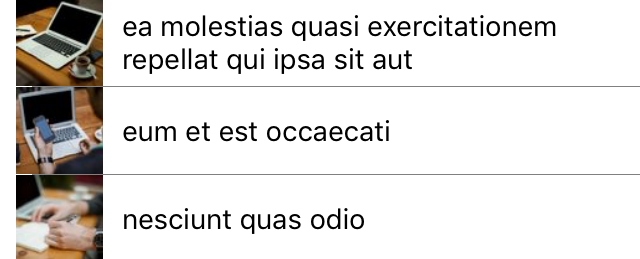 ea molestias quasi exercitationem
repellat qui ipsa sit aut
eum et est occaecati
nesciunt quas odio